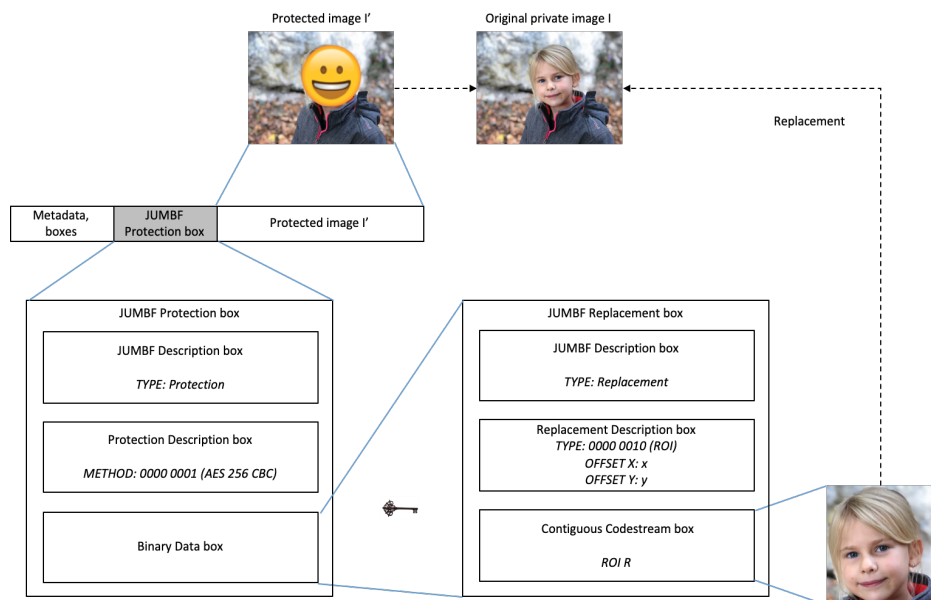 Protected image I'
Original private image I
Replacement
Metadata,
boxes
JUMBF
Protection box
Protected image I'
JUMBF Protection box
JUMBF Description box
TYPE: Protection
Protection Description box
METHOD: 0000 0001 (AES 256 CBC)
Binary Data box
JUMBF Replacement box
JUMBF Description box
TYPE: Replacement
Replacement Description box
TYPE: 0000 0010 (ROI)
OFFSET X: x
OFFSET Y: y
Contiguous Codestream box
ROI R